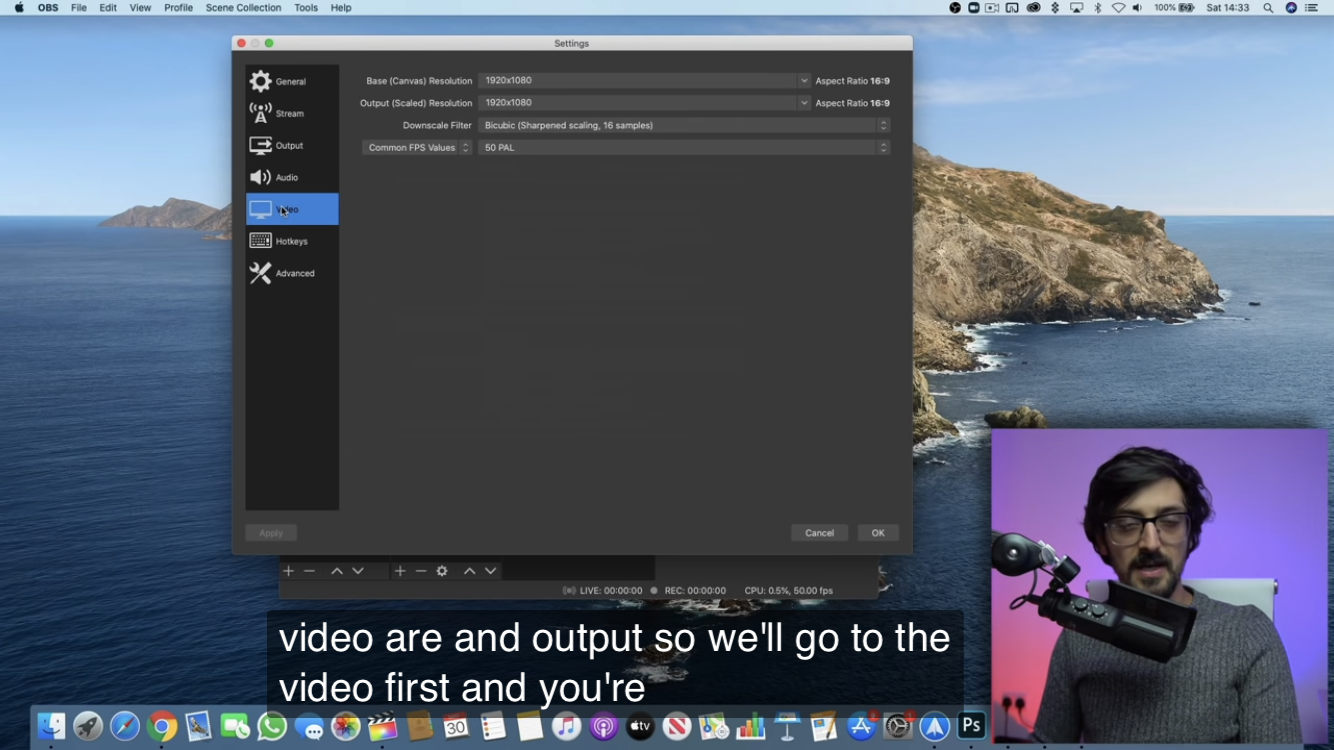 OBS File Edit View Profile Scene Collection Tools Help 100% Sat 14:33
Settings
General
Stream
Output
Audio
Video
Hotkeys
Advanced
Base (Canvas) Resolution 1920x1080 Aspect Ratio 16:9
Output (Scaled) Resolution 1920x1080 Aspect Ratio 16:9
Downscale Filter Bicubic (Sharpened scaling, 16 samples)
Common FPS Values 50 PAL
Apply Cancel OK
LIVE: 00:00:00 REC: 00:00:00 CPU: 0.5%, 50.00 fps
video are and output so we'll go to the
video first and you're
30 tv Ps